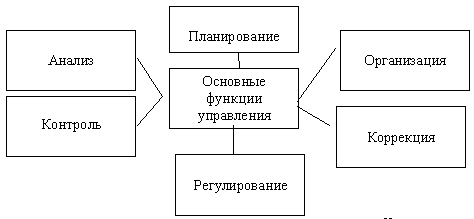 Планирование
Анализ
Организация
Основные
функции
управления
Контроль
Коррекция
Регулирование